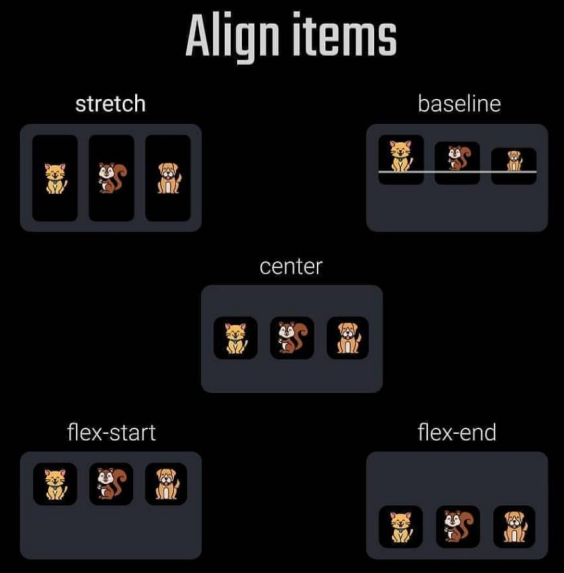 Align items
stretch
baseline
center
flex-start
flex-end